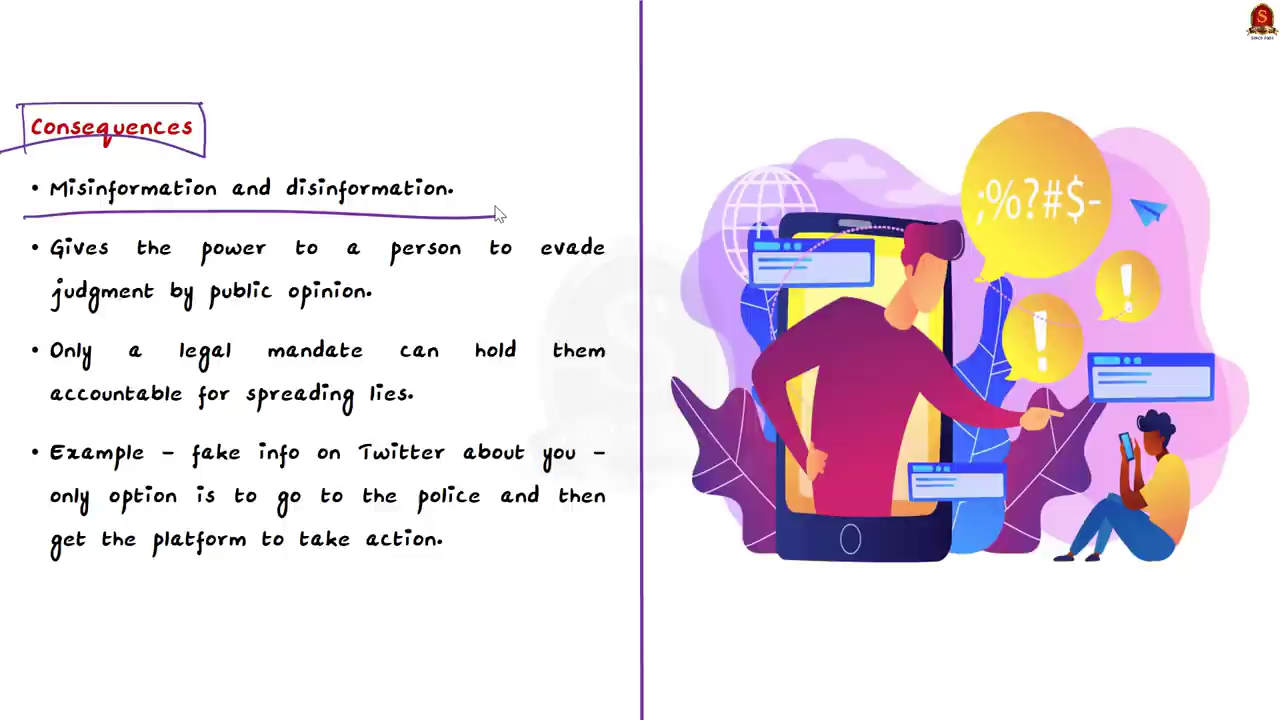 Consequences
• Misinformation and disinformation.
• Gives the power to a person to evade
judgment by public opinion.
• Only a legal mandate can hold them
accountable for spreading lies.
• Example – fake info on Twitter about you –
only option is to go to the police and then
get the platform to take action.
;%?#$-
!
!
S